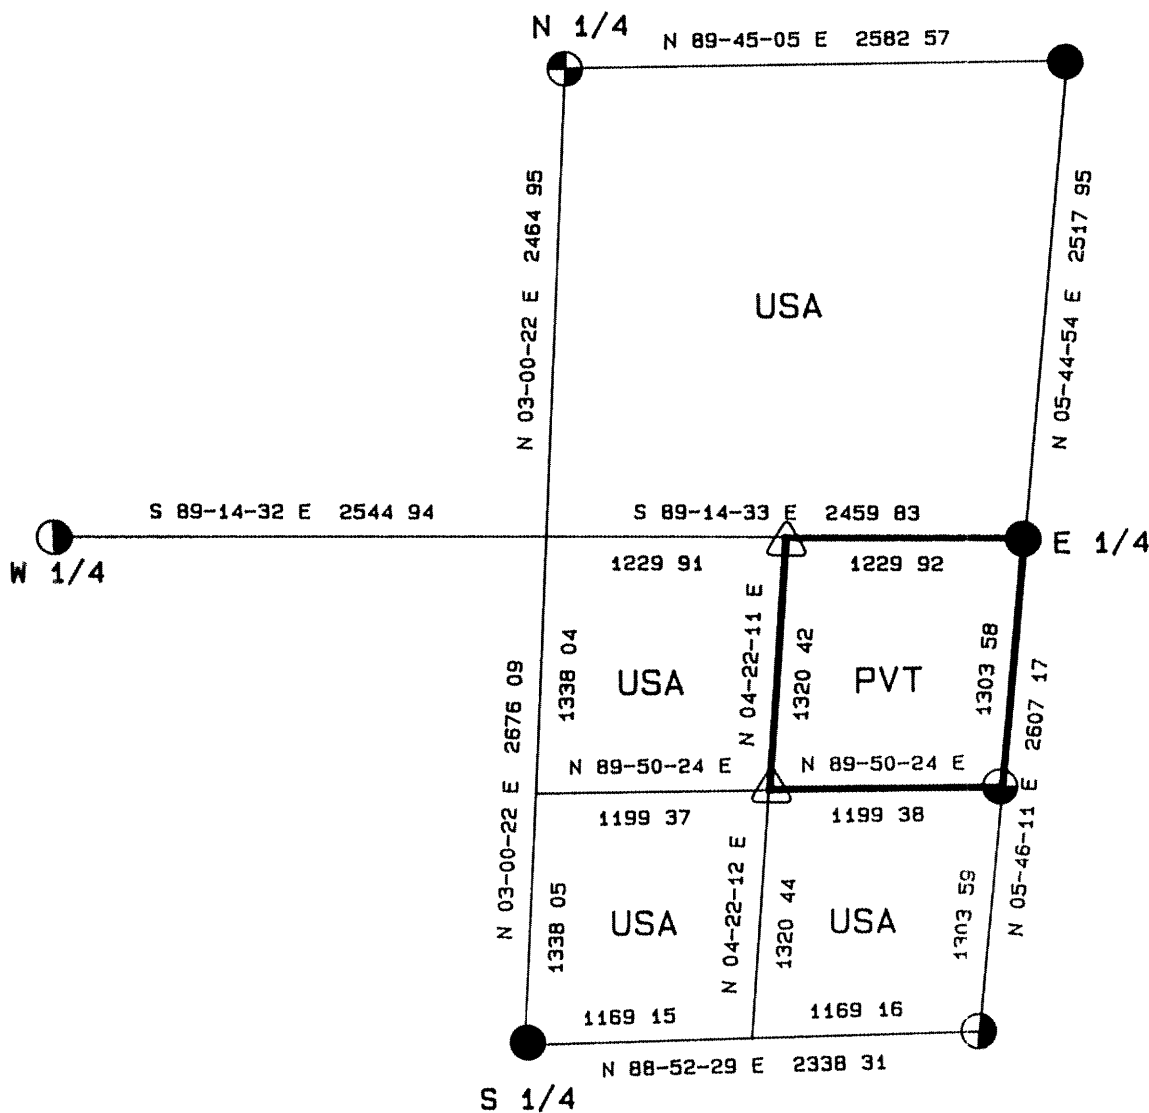 N 1/4
N 89-45-05 E 2582 57
N 03-00-22 E 2464 95
N 05-44-54 E 2517 95
USA
S 89-14-32 E 2544 94
S 89-14-33 E 2459 83
W 1/4
E 1/4
1229 91
1229 92
N 04-22-11 E
1338 04
1320 42
1303 58
USA
PVT
N 03-00-22 E 2676 09
N 05-46-11 E 2607 17
N 89-50-24 E
N 89-50-24 E
1199 37
1199 38
N 04-22-12 E
1338 05
1320 44
1303 59
USA
USA
1169 15
1169 16
N 88-52-29 E 2338 31
S 1/4